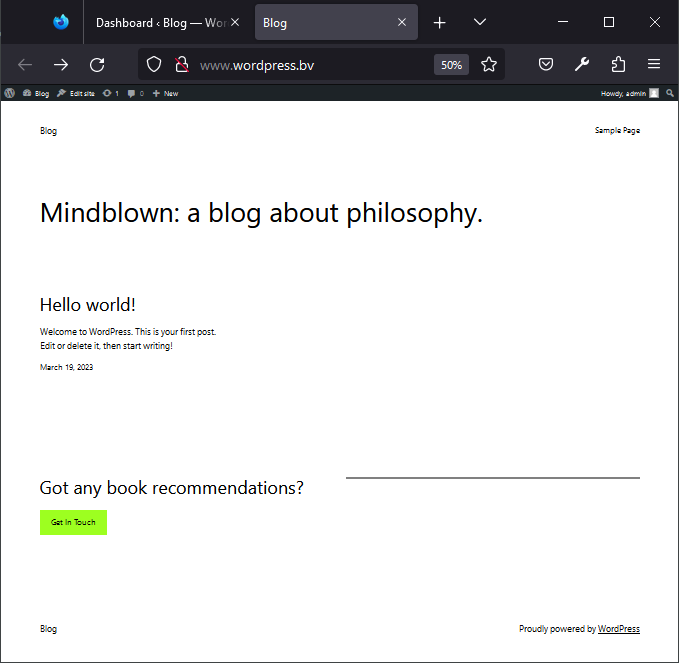 Dashboard ‹ Blog — Wor
Blog
www.wordpress.bv
50%
Blog
Edit site
1
0
New
Howdy, admin
Blog
Sample Page
Mindblown: a blog about philosophy.
Hello world!
Welcome to WordPress. This is your first post.
Edit or delete it, then start writing!
March 19, 2023
Got any book recommendations?
Get In Touch
Blog
Proudly powered by WordPress